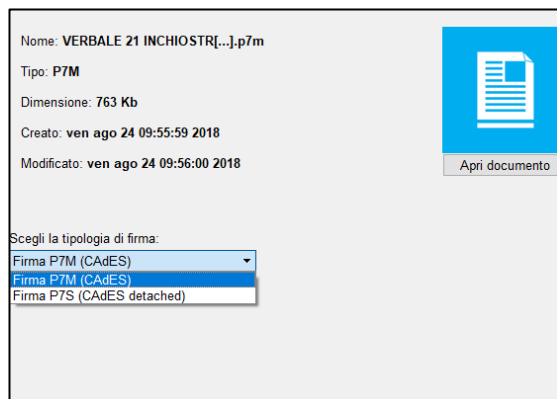 Nome: VERBALE 21 INCHIOSTR[...].p7m
Tipo: P7M
Dimensione: 763 Kb
Creato: ven ago 24 09:55:59 2018
Modificato: ven ago 24 09:56:00 2018
Apri documento
Scegli la tipologia di firma:
Firma P7M (CAdES)
Firma P7M (CAdES)
Firma P7S (CAdES detached)